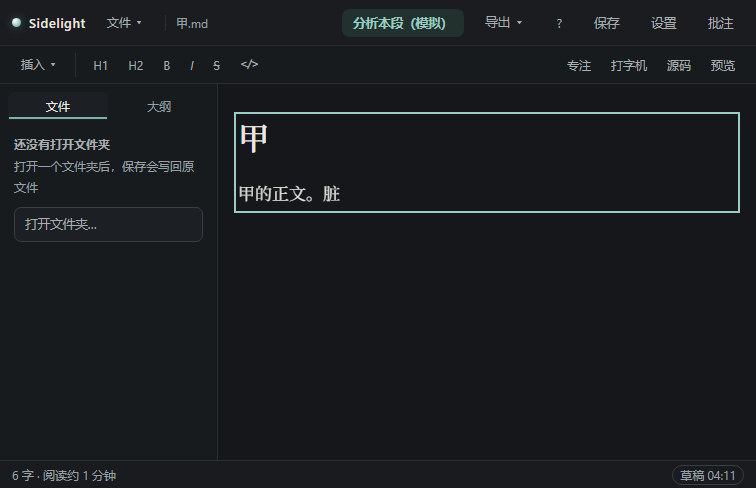 Sidelight 文件 甲.md 分析本段（模拟） 导出 ? 保存 设置 批注
插入 H1 H2 B I S </> 专注 打字机 源码 预览
文件 大纲
还没有打开文件夹
打开一个文件夹后，保存会写回原
文件
打开文件夹...
甲
甲的正文。脏
6 字 · 阅读约 1 分钟 草稿 04:11